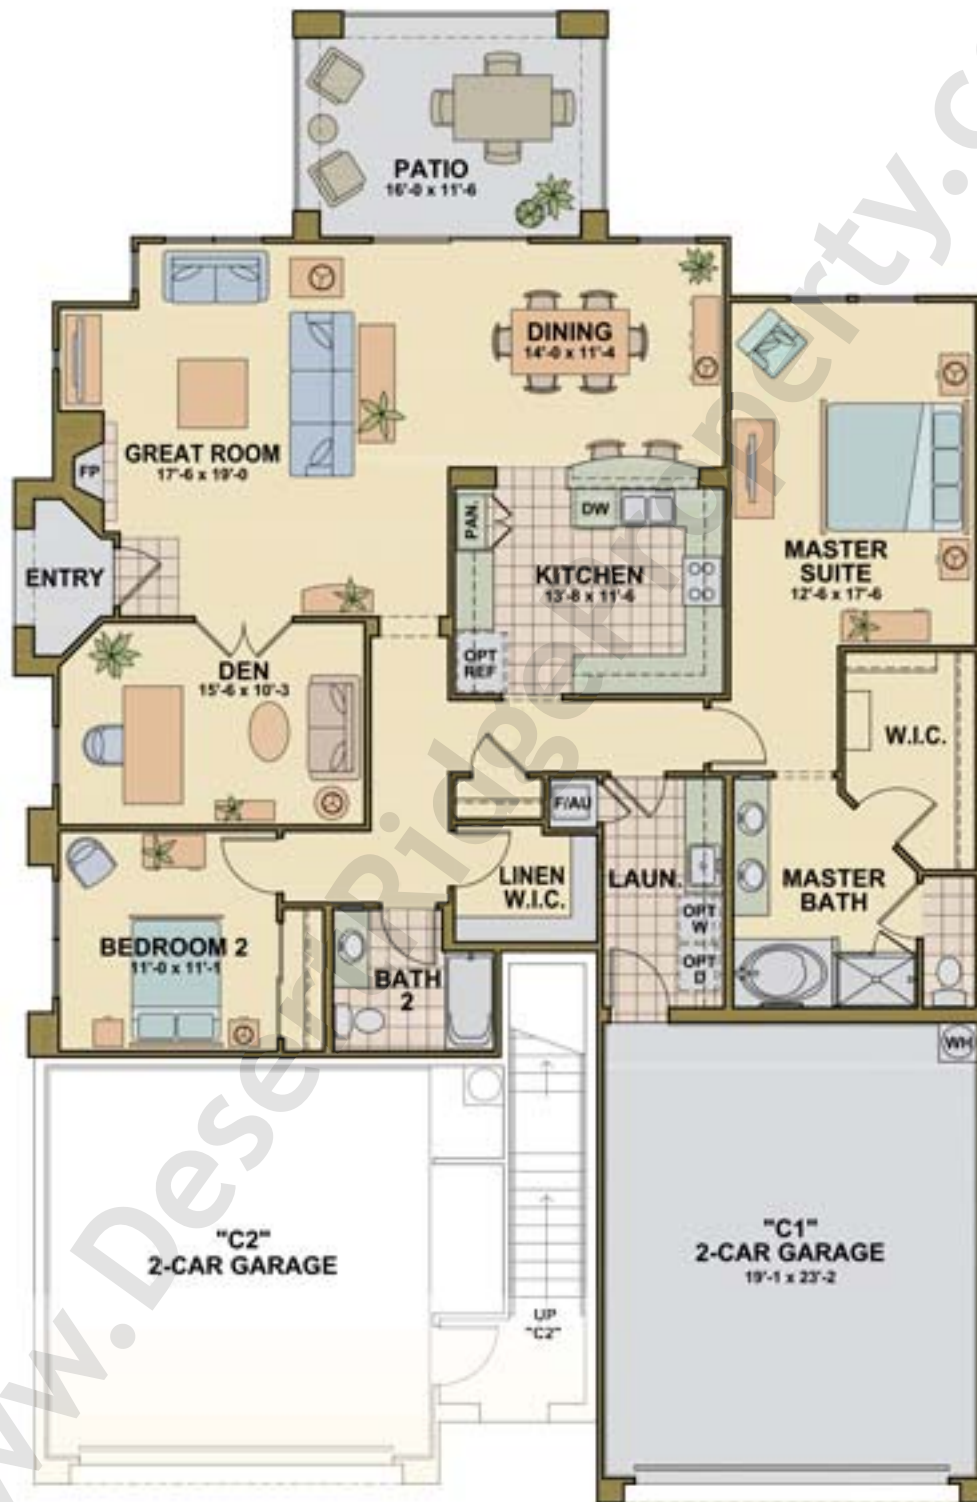 PATIO
16'-0 x 11'-6
DINING
14'-0 x 11'-4
GREAT ROOM
17'-6 x 19'-0
FP
ENTRY
PAN.
DW
KITCHEN
13'-8 x 11'-6
OPT
REF
MASTER
SUITE
12'-6 x 17'-6
DEN
15'-6 x 10'-3
W.I.C.
F/AU
LINEN
W.I.C.
LAUN.
MASTER
BATH
OPT
W
OPT
D
BEDROOM 2
11'-0 x 11'-1
BATH
2
WH
"C2"
2-CAR GARAGE
"C1"
2-CAR GARAGE
19'-1 x 23'-2
UP
"C2"
www.DesertRidgeProperty.c